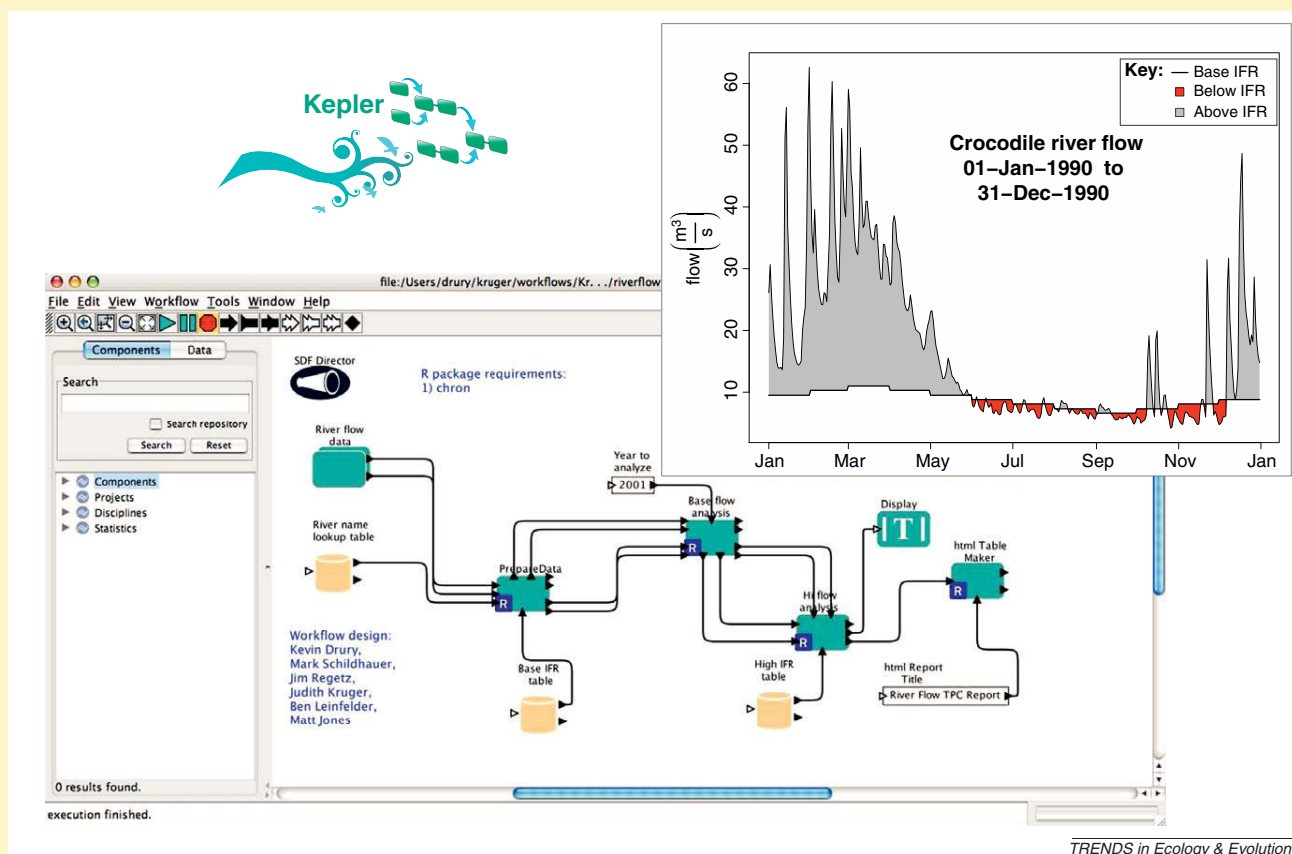 Kepler
Key: — Base IFR
Below IFR
Above IFR
Crocodile river flow
01–Jan–1990 to
31–Dec–1990
flow (m³/s)
60
50
40
30
20
10
Jan Mar May Jul Sep Nov Jan
file:/Users/drury/kruger/workflows/Kr. . ./riverflow
File Edit View Workflow Tools Window Help
Components Data
Search
Search repository
Search Reset
Components
Projects
Disciplines
Statistics
0 results found.
execution finished.
SDF Director
R package requirements:
1) chron
River flow
data
River name
lookup table
Year to
analyze
2001
Base flow
analysis
R
PrepareData
R
Display
T
html Table
Maker
R
Hi flow
analysis
R
Workflow design:
Kevin Drury,
Mark Schildhauer,
Jim Regetz,
Judith Kruger,
Ben Leinfelder,
Matt Jones
Base IFR
table
High IFR
table
html Report
Title
River Flow TPC Report
TRENDS in Ecology & Evolution